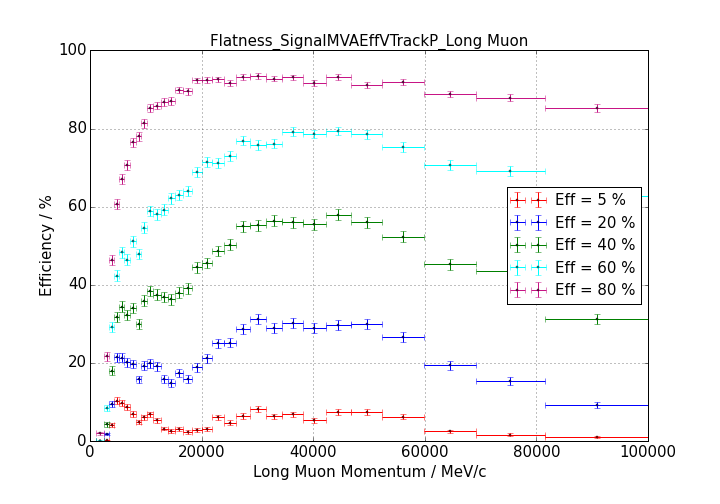 Flatness_SignalMVAEffVTrackP_Long Muon
100
80
60
40
20
0
Efficiency / %
Eff = 5 %
Eff = 20 %
Eff = 40 %
Eff = 60 %
Eff = 80 %
0 20000 40000 60000 80000 100000
Long Muon Momentum / MeV/c